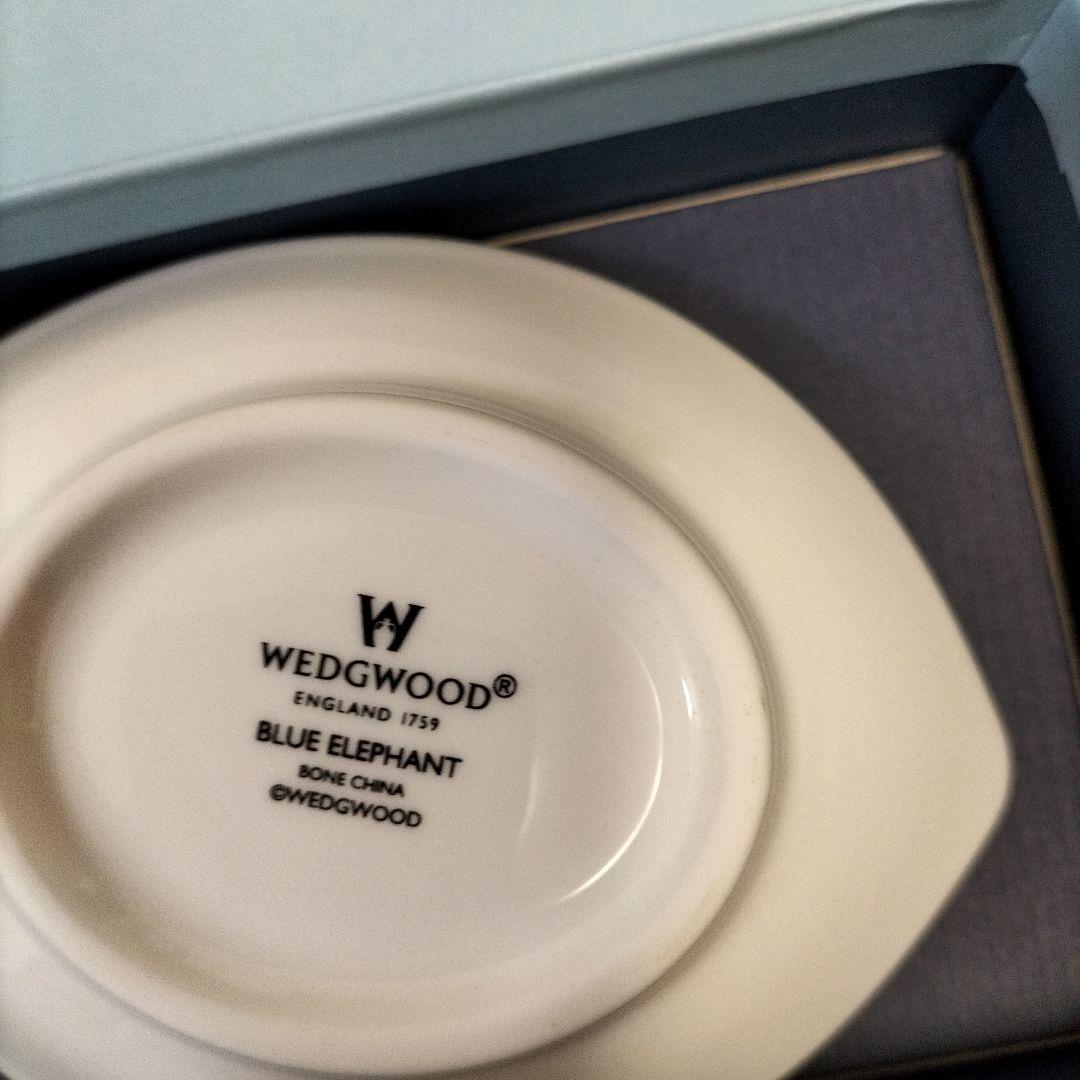 W
WEDGWOOD®
ENGLAND 1759
BLUE ELEPHANT
BONE CHINA
©WEDGWOOD